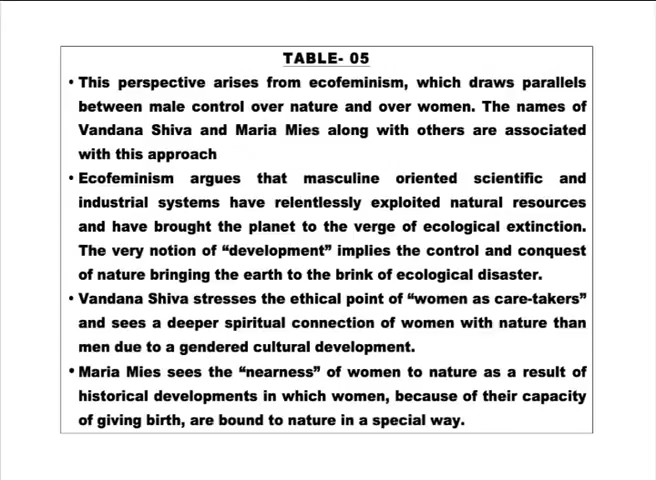 TABLE- 05
• This perspective arises from ecofeminism, which draws parallels
between male control over nature and over women. The names of
Vandana Shiva and Maria Mies along with others are associated
with this approach
• Ecofeminism argues that masculine oriented scientific and
industrial systems have relentlessly exploited natural resources
and have brought the planet to the verge of ecological extinction.
The very notion of “development” implies the control and conquest
of nature bringing the earth to the brink of ecological disaster.
• Vandana Shiva stresses the ethical point of “women as care-takers”
and sees a deeper spiritual connection of women with nature than
men due to a gendered cultural development.
• Maria Mies sees the “nearness” of women to nature as a result of
historical developments in which women, because of their capacity
of giving birth, are bound to nature in a special way.